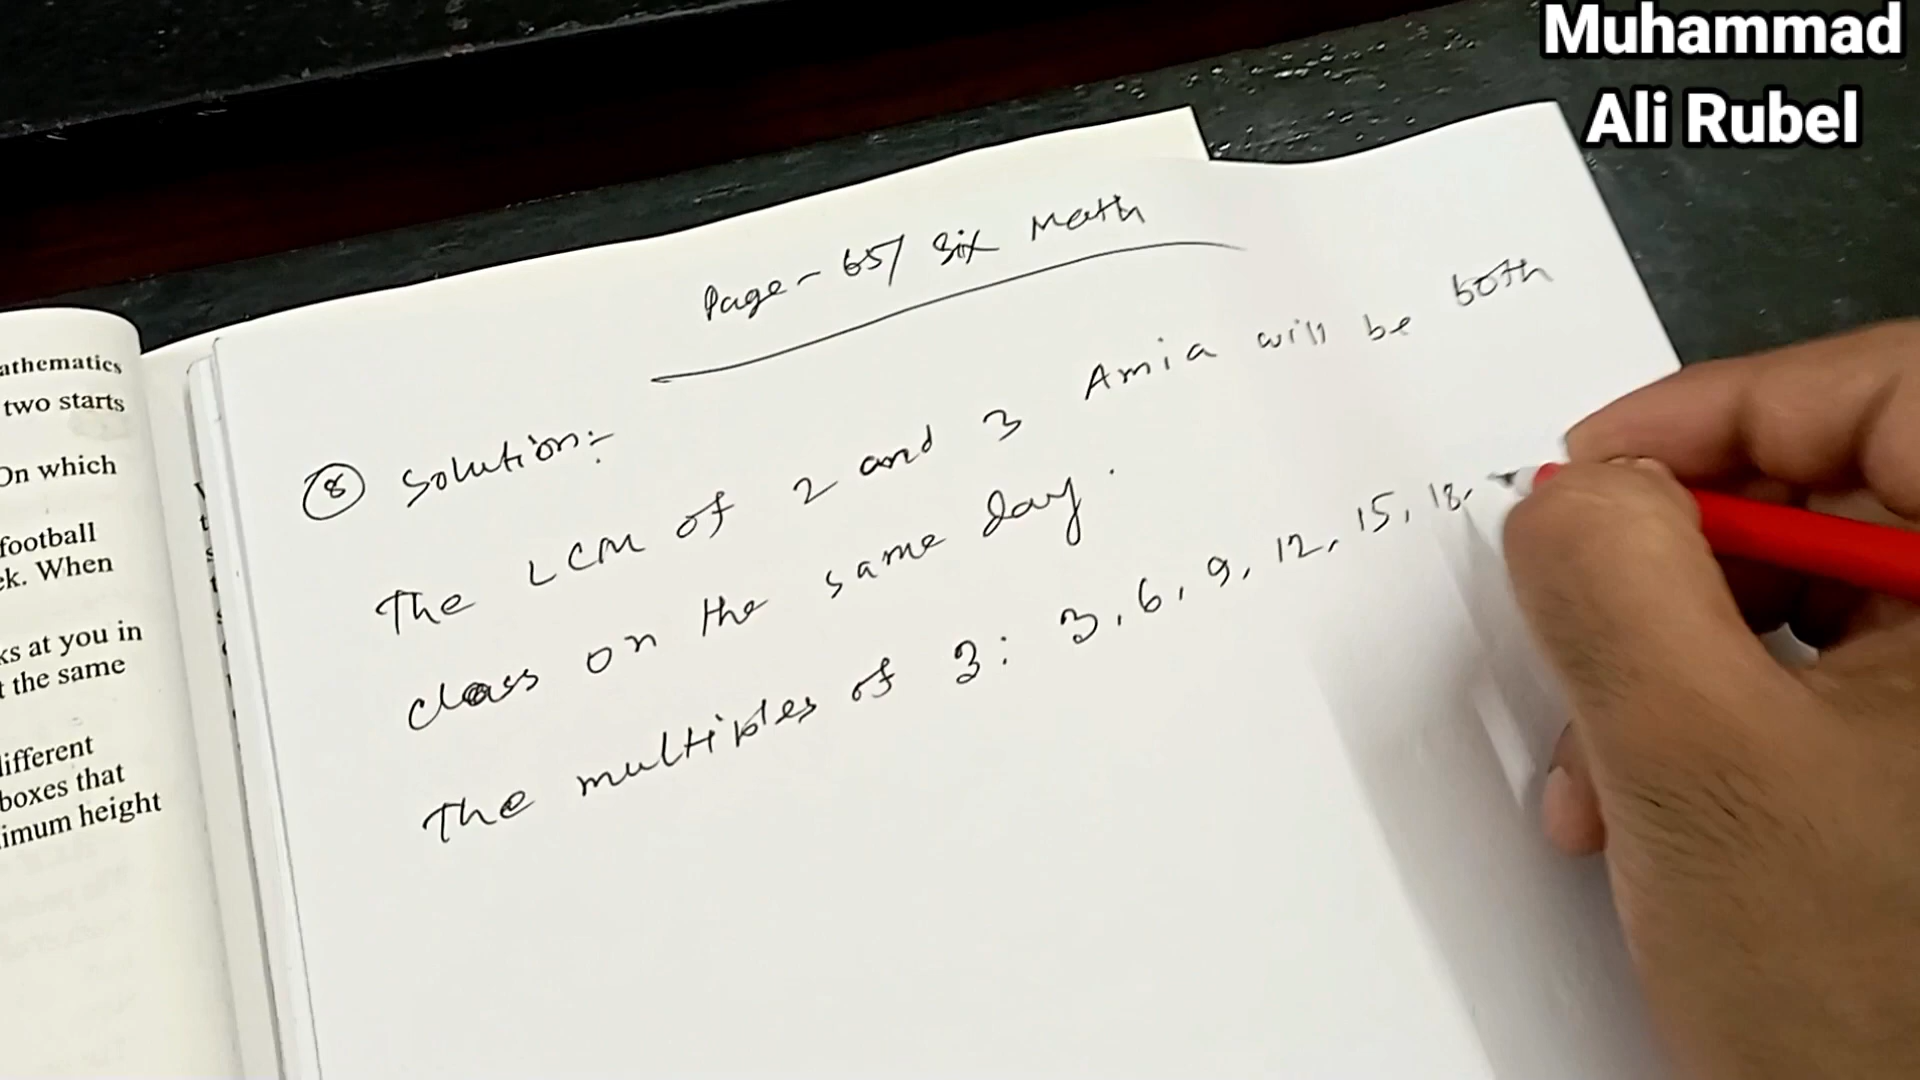 Muhammad
Ali Rubel
Page - 65/ Six Math
8 Solution:-
The LCM of 2 and 3 Amia will be both
class on the same day.
The multiples of 3: 3, 6, 9, 12, 15, 18,
athematics
two starts
On which
football
ek. When
ks at you in
t the same
ifferent
boxes that
imum height